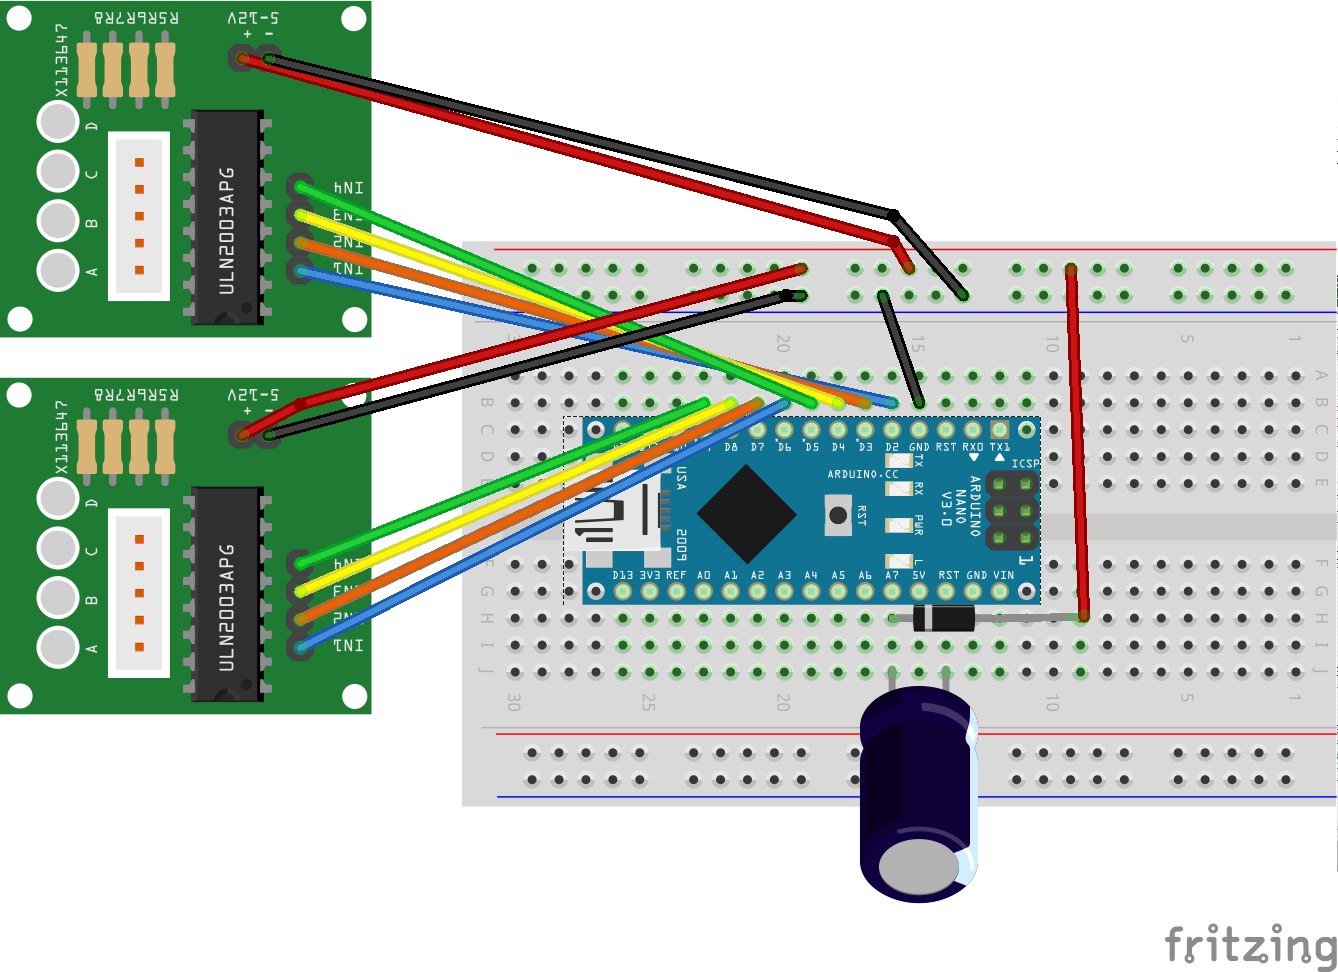 R5R6R7R8
5-12V
+ -
X113647
D
C
B
A
ULN2003APG
IN4
IN3
IN2
IN1
R5R6R7R8
5-12V
+ -
X113647
D
C
B
A
ULN2003APG
IN4
IN3
IN2
IN1
20 15 10 5 1
A
B
C
D
E
D8 D7 D6 D5 D4 D3 D2 GND RST RX0 TX1
USA
2009
ARDUINO.CC
RST
TX
RX
PWR
L
ARDUINO
NANO
V3.0
ICSP
1
D13 3V3 REF A0 A1 A2 A3 A4 A5 A6 A7 5V RST GND VIN
F
G
H
I
J
30 25 20 10 5 1
fritzing